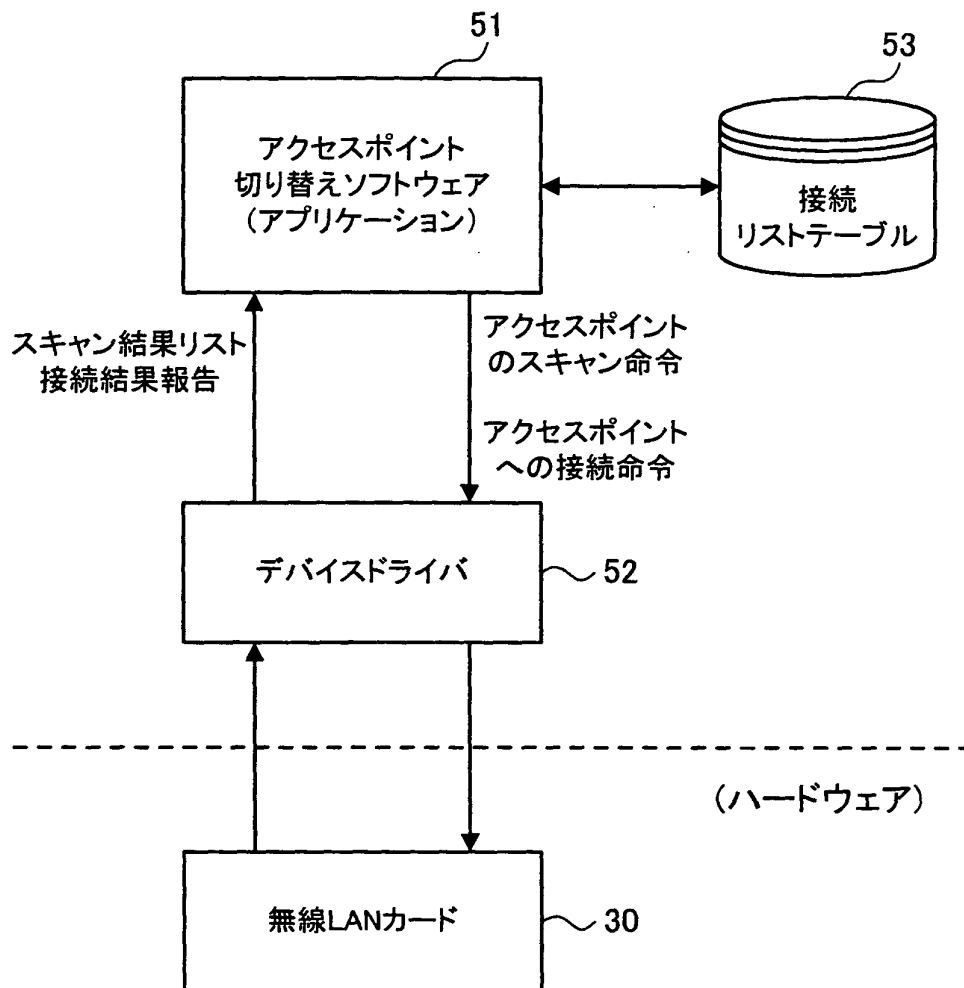 51
53
アクセスポイント
切り替えソフトウェア
(アプリケーション)
接続
リストテーブル
スキャン結果リスト
接続結果報告
アクセスポイント
のスキャン命令
アクセスポイント
への接続命令
デバイスドライバ
52
(ハードウェア)
無線LANカード
30